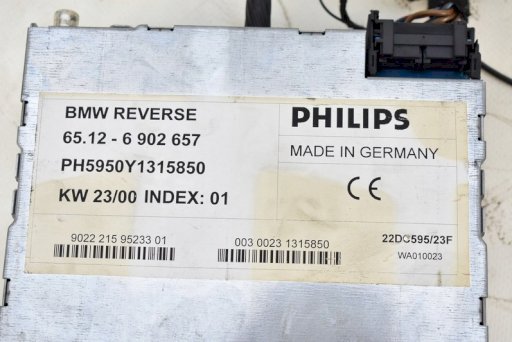 BMW REVERSE
65.12 - 6 902 657
PH5950Y1315850
KW 23/00 INDEX: 01
PHILIPS
MADE IN GERMANY
CE
9022 215 95233 01
003 0023 1315850
22DC595/23F
WA010023